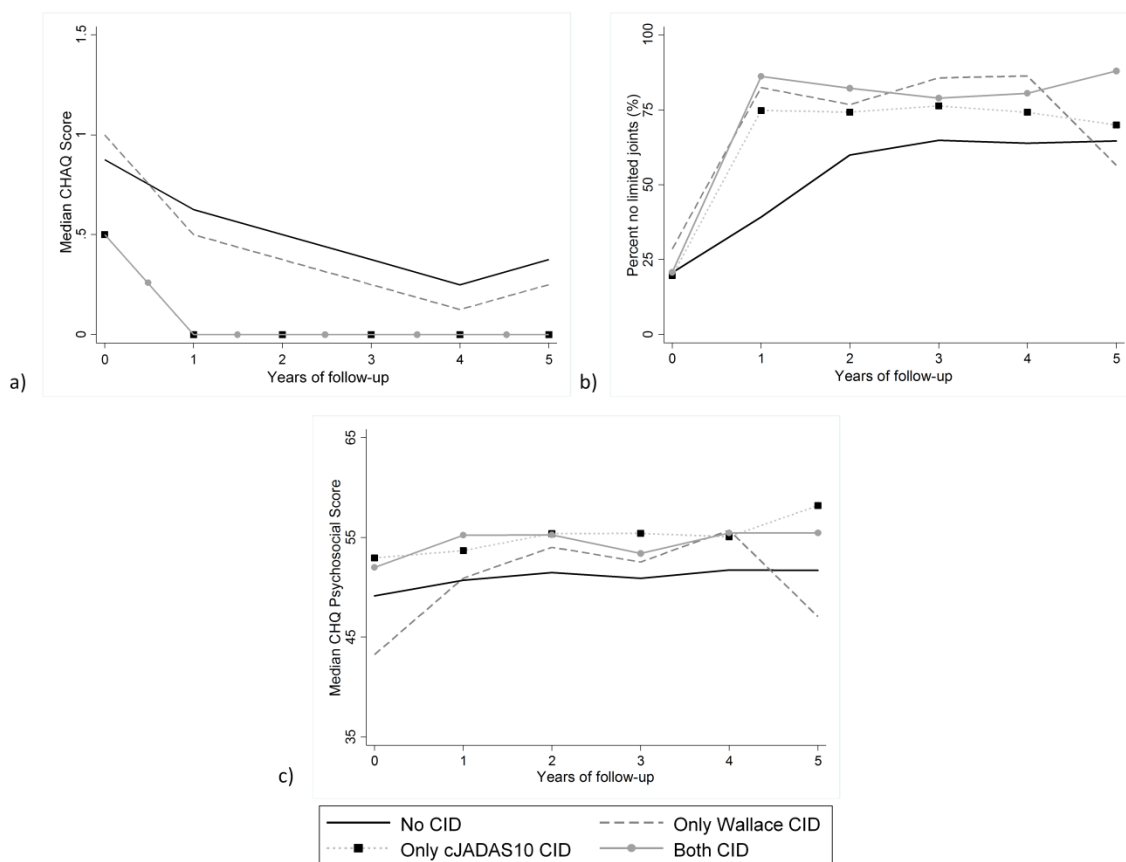 Median CHAQ Score
1.5
1
.5
0
0 1 2 3 4 5
Years of follow-up
a)
Percent no limited joints (%)
100
75
50
25
0
0 1 2 3 4 5
Years of follow-up
b)
Median CHQ Psychosocial Score
65
55
45
35
0 1 2 3 4 5
Years of follow-up
c)
No CID Only Wallace CID
Only cJADAS10 CID Both CID